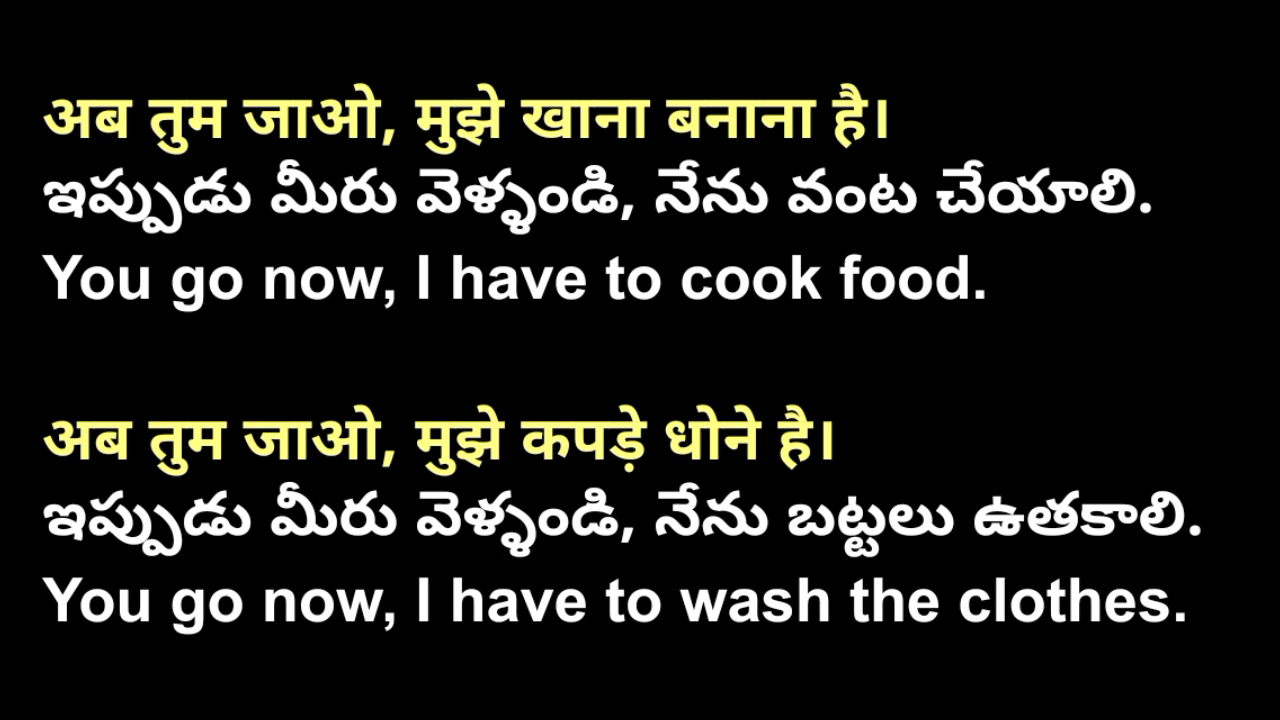 अब तुम जाओ, मुझे खाना बनाना है।
ఇప్పుడు మీరు వెళ్ళండి, నేను వంట చేయాలి.
You go now, I have to cook food.
अब तुम जाओ, मुझे कपड़े धोने है।
ఇప్పుడు మీరు వెళ్ళండి, నేను బట్టలు ఉతకాలి.
You go now, I have to wash the clothes.